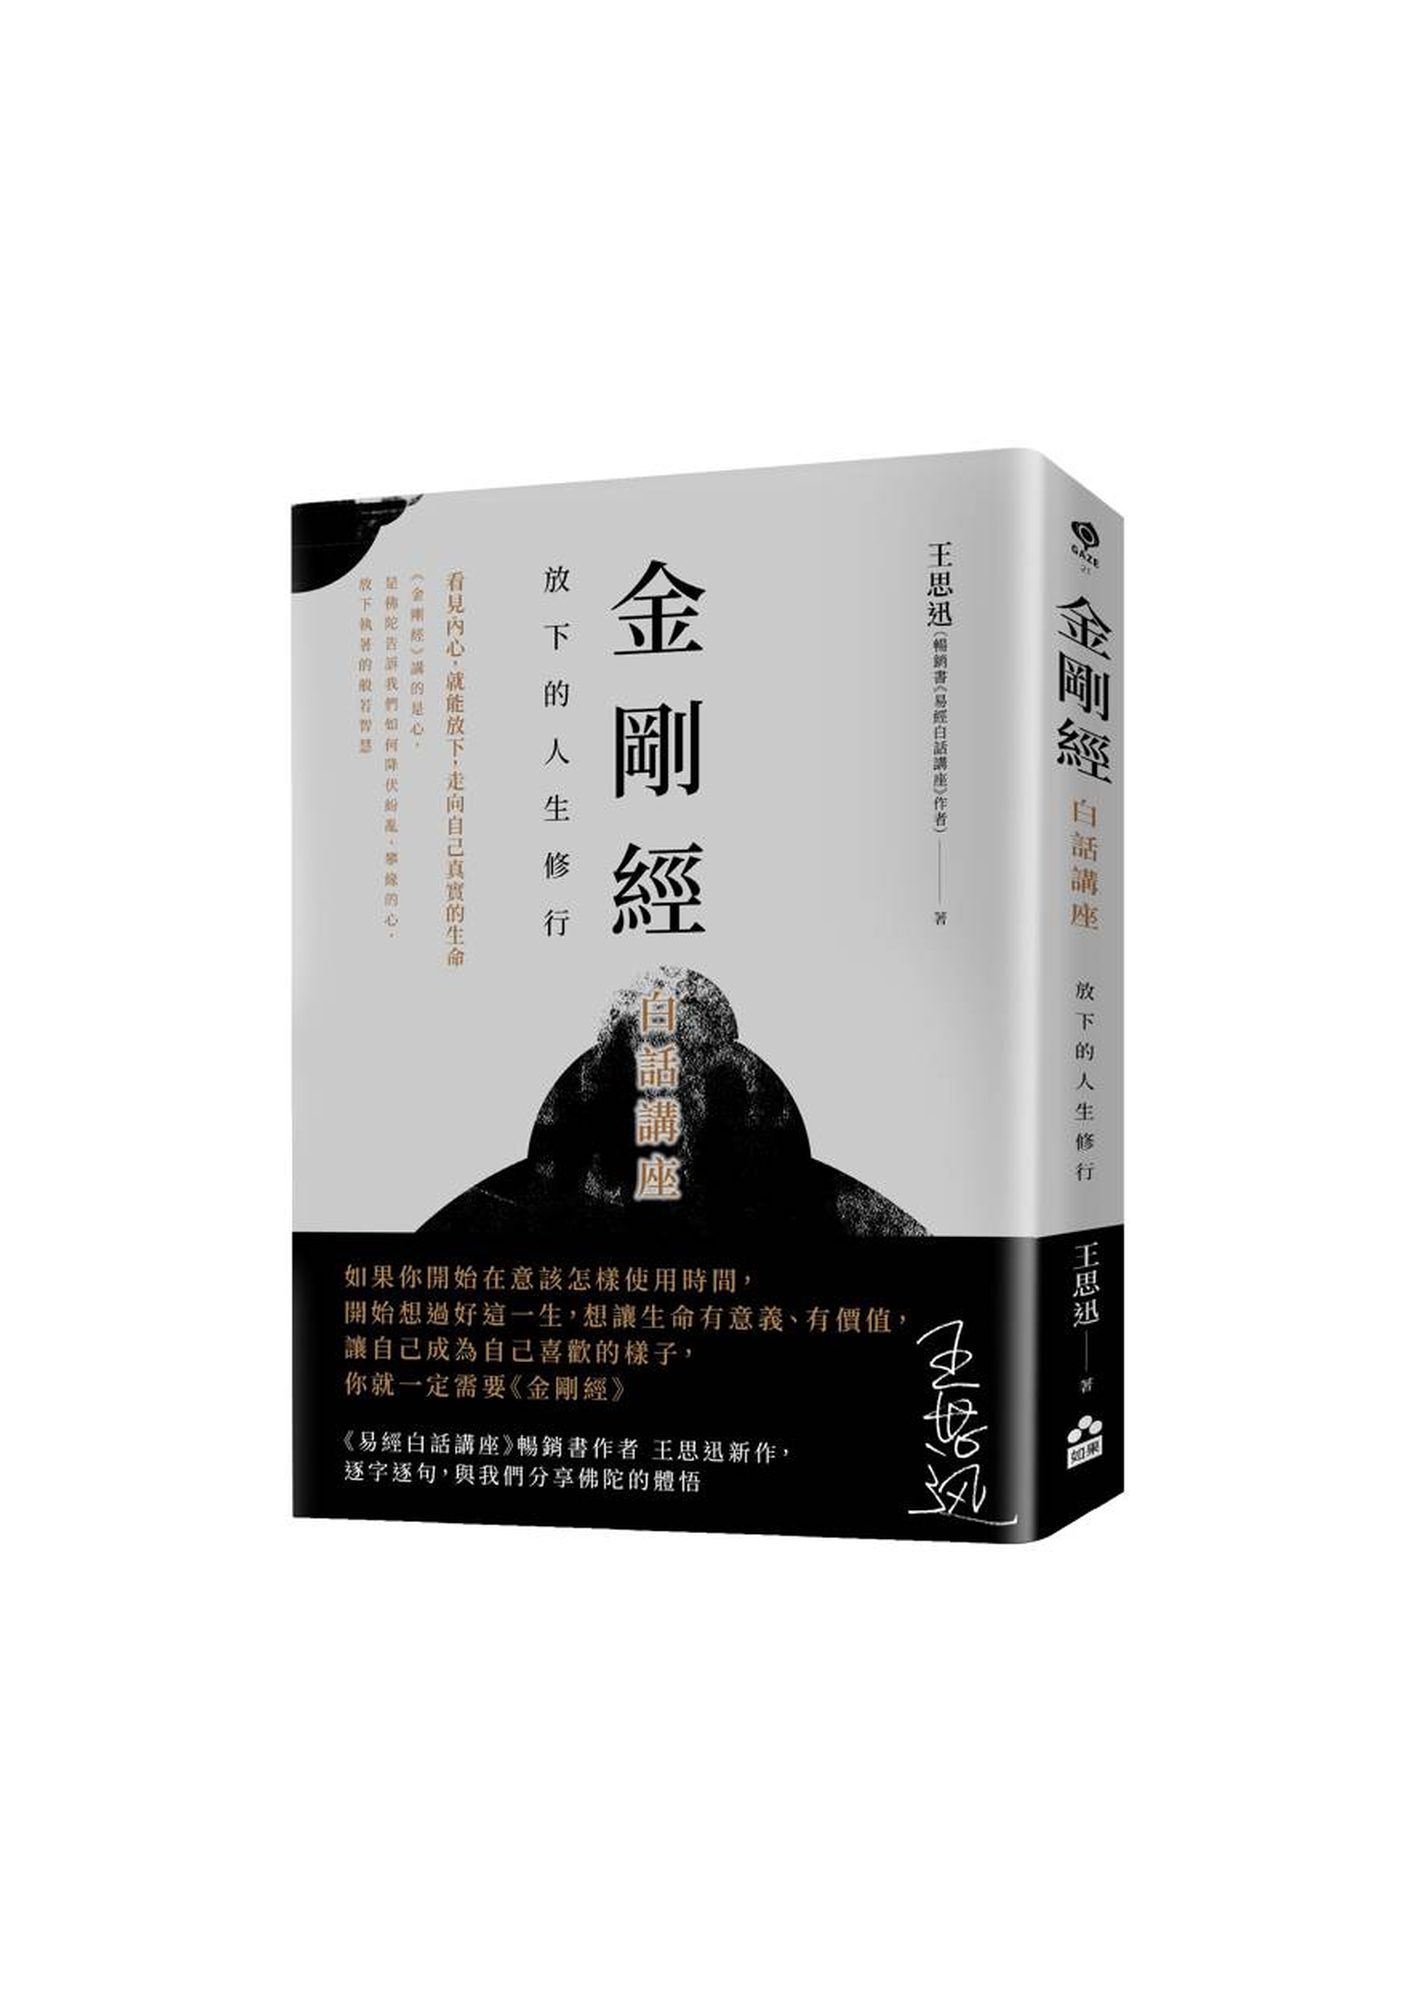 王思迅（暢銷書《易經白話講座》作者）——著
金剛經
白話講座
放下的人生修行
看見內心，就能放下，走向自己真實的生命
《金剛經》講的是心，
是佛陀告訴我們如何降伏紛亂、攀緣的心，
放下執著的般若智慧
如果你開始在意該怎樣使用時間，
開始想過好這一生，想讓生命有意義、有價值，
讓自己成為自己喜歡的樣子，
你就一定需要《金剛經》
《易經白話講座》暢銷書作者 王思迅新作，
逐字逐句，與我們分享佛陀的體悟
王思迅
GAZE
21
金剛經
白話講座
放下的人生修行
王思迅——著
如果